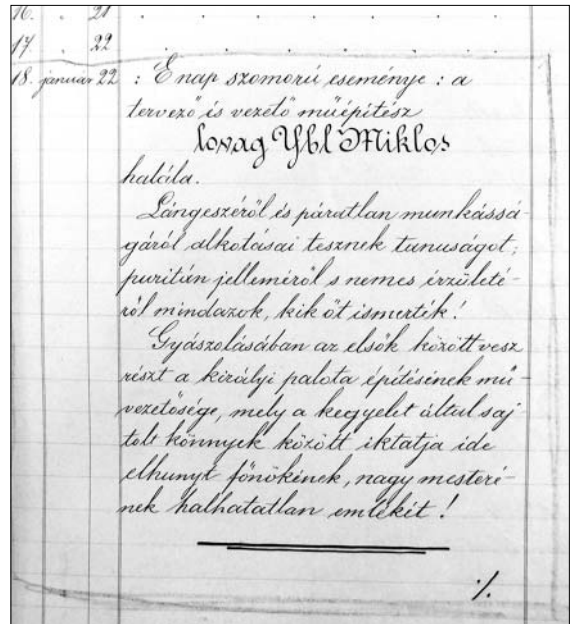 16. . 21 . . . . . .
17. . 22 . . . . . .
18. január 22 : E nap szomorú eseménye : a
tervező és vezető műépítész
lovag Ybl Miklos
halála.
Lángeszéről és páratlan munkássá-
gáról alkotásai tesznek tanuságot;
puritán jelleméről s nemes érzületé-
ről mindazok, kik őt ismerték!
Gyászolásában az elsők között vesz
részt a királyi palota építésének mű-
vezetősége, mely a kegyelet által saj
tolt könnyek között iktatja ide
elhunyt főnökének, nagy mesteré-
nek halhatatlan emlékét!
./.